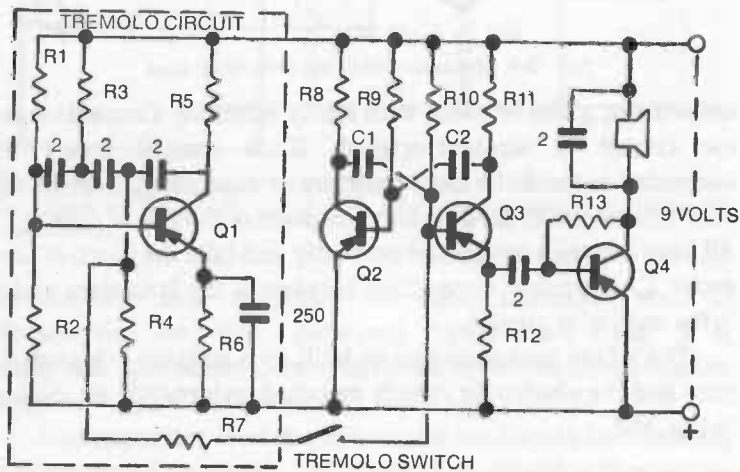 TREMOLO CIRCUIT
R1
R3
R5
R8
R9
R10
R11
2
2
2
C1
C2
2
R13
9 VOLTS
Q1
Q2
Q3
Q4
2
R2
R4
R6
250
R12
R7
+
TREMOLO SWITCH